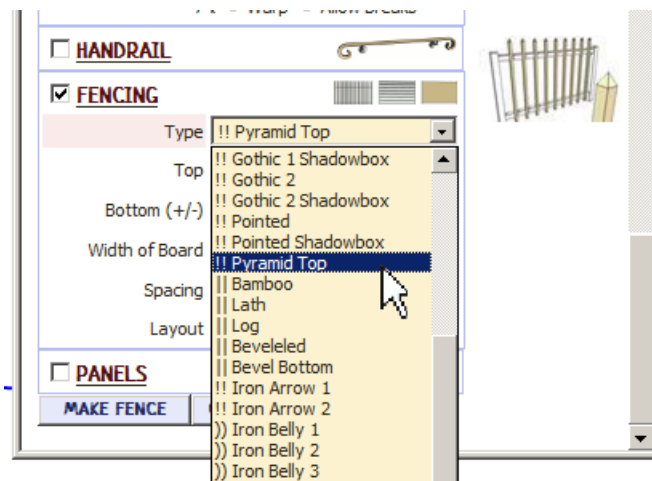 HANDRAIL
FENCING
Type !! Pyramid Top
Top
Bottom (+/-)
Width of Board
Spacing
Layout
!! Gothic 1 Shadowbox
!! Gothic 2
!! Gothic 2 Shadowbox
!! Pointed
!! Pointed Shadowbox
!! Pyramid Top
|| Bamboo
|| Lath
|| Log
|| Beveleled
|| Bevel Bottom
!! Iron Arrow 1
!! Iron Arrow 2
)) Iron Belly 1
)) Iron Belly 2
)) Iron Belly 3
PANELS
MAKE FENCE